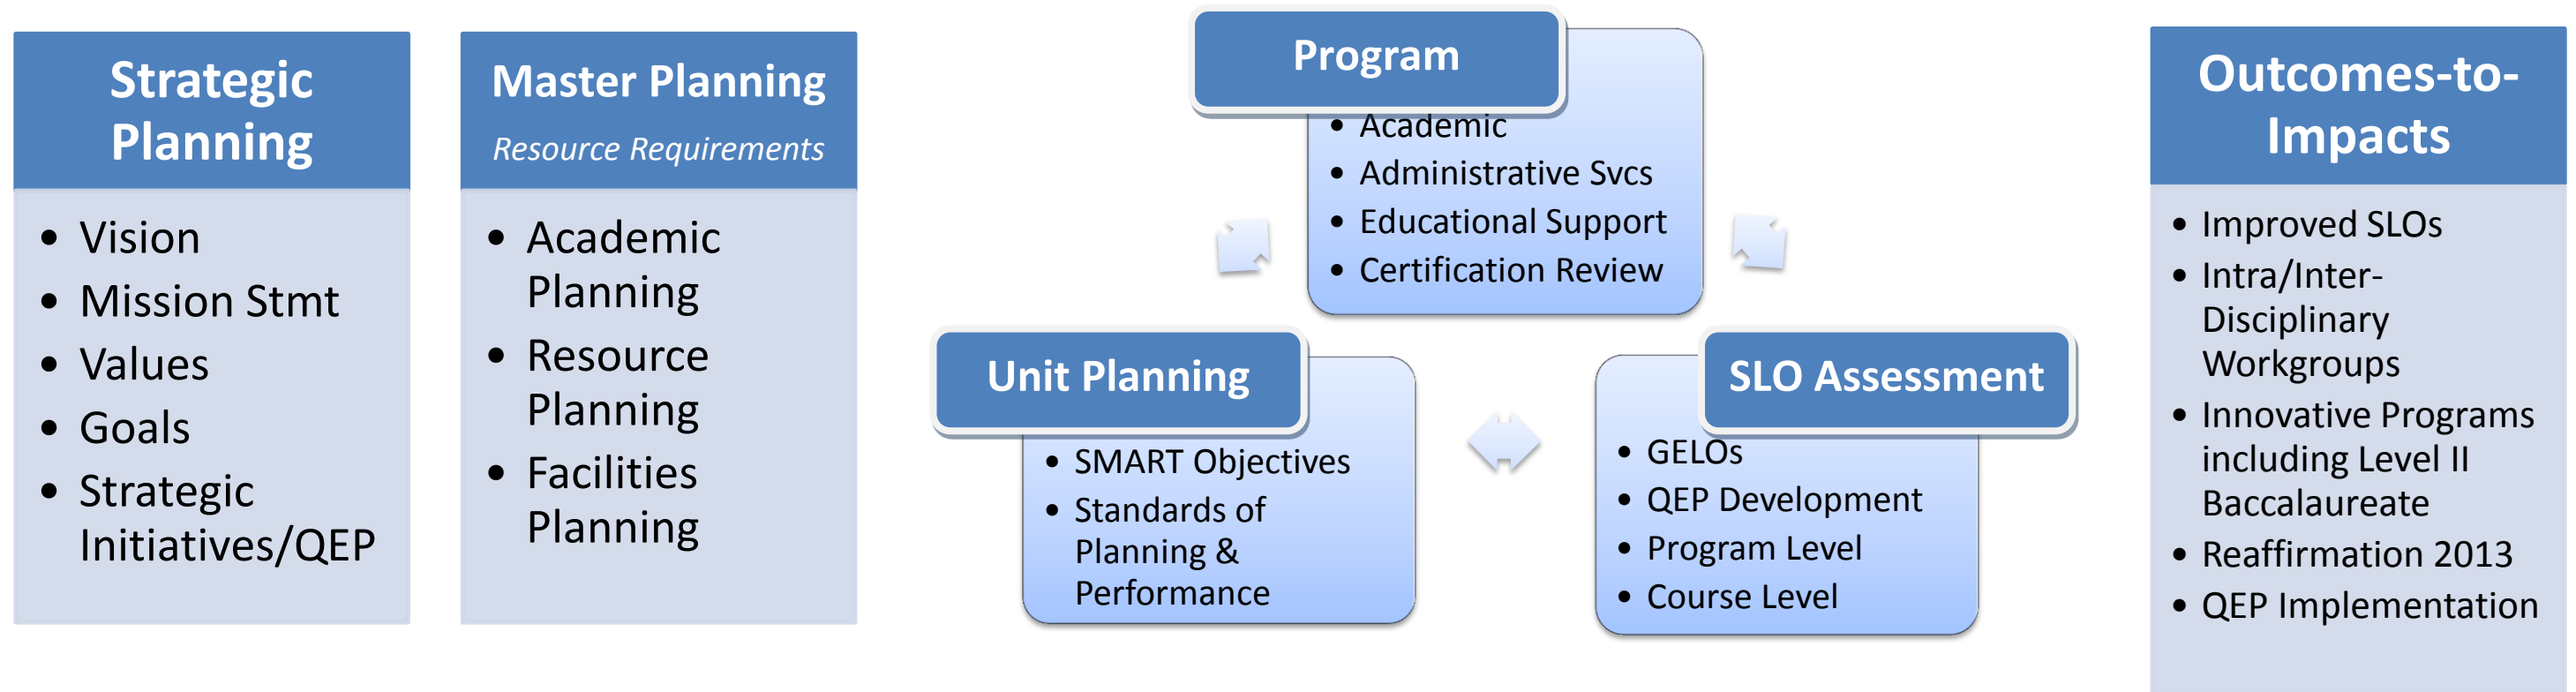 Strategic
Planning
• Vision
• Mission Stmt
• Values
• Goals
• Strategic
Initiatives/QEP
Master Planning
Resource Requirements
• Academic
Planning
• Resource
Planning
• Facilities
Planning
Program
• Academic
• Administrative Svcs
• Educational Support
• Certification Review
Unit Planning
• SMART Objectives
• Standards of
Planning &
Performance
SLO Assessment
• GELOs
• QEP Development
• Program Level
• Course Level
Outcomes-to-
Impacts
• Improved SLOs
• Intra/Inter-
Disciplinary
Workgroups
• Innovative Programs
including Level II
Baccalaureate
• Reaffirmation 2013
• QEP Implementation